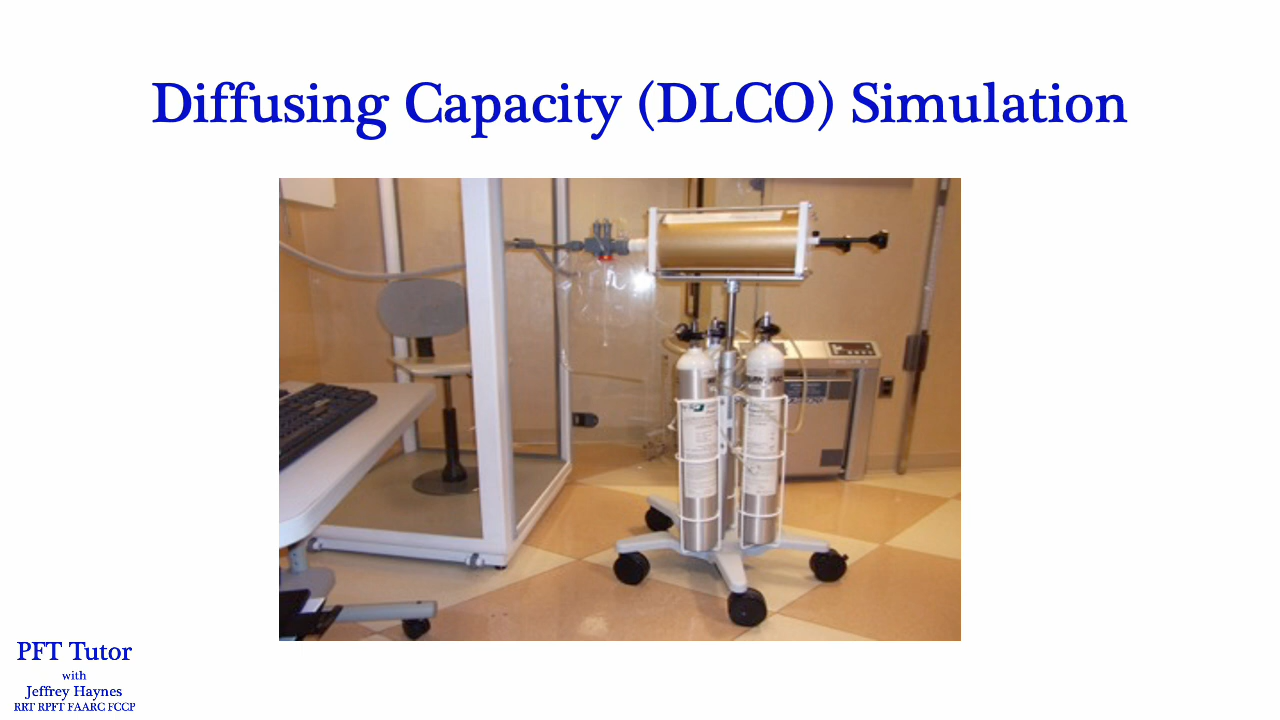 Diffusing Capacity (DLCO) Simulation
PFT Tutor
with
Jeffrey Haynes
RRT RPFT FAARC FCCP